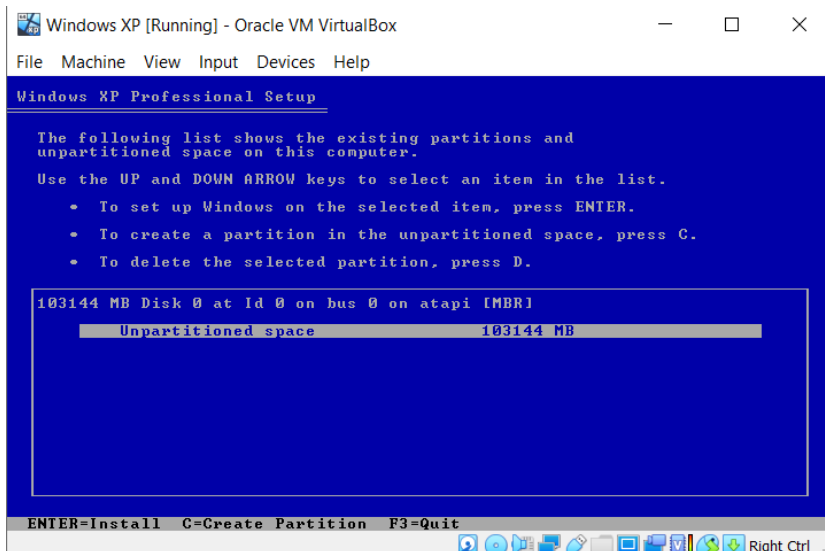 Windows XP [Running] - Oracle VM VirtualBox
File Machine View Input Devices Help
Windows XP Professional Setup
The following list shows the existing partitions and
unpartitioned space on this computer.
Use the UP and DOWN ARROW keys to select an item in the list.
• To set up Windows on the selected item, press ENTER.
• To create a partition in the unpartitioned space, press C.
• To delete the selected partition, press D.
103144 MB Disk 0 at Id 0 on bus 0 on atapi [MBR]
Unpartitioned space 103144 MB
ENTER=Install C=Create Partition F3=Quit
Right Ctrl